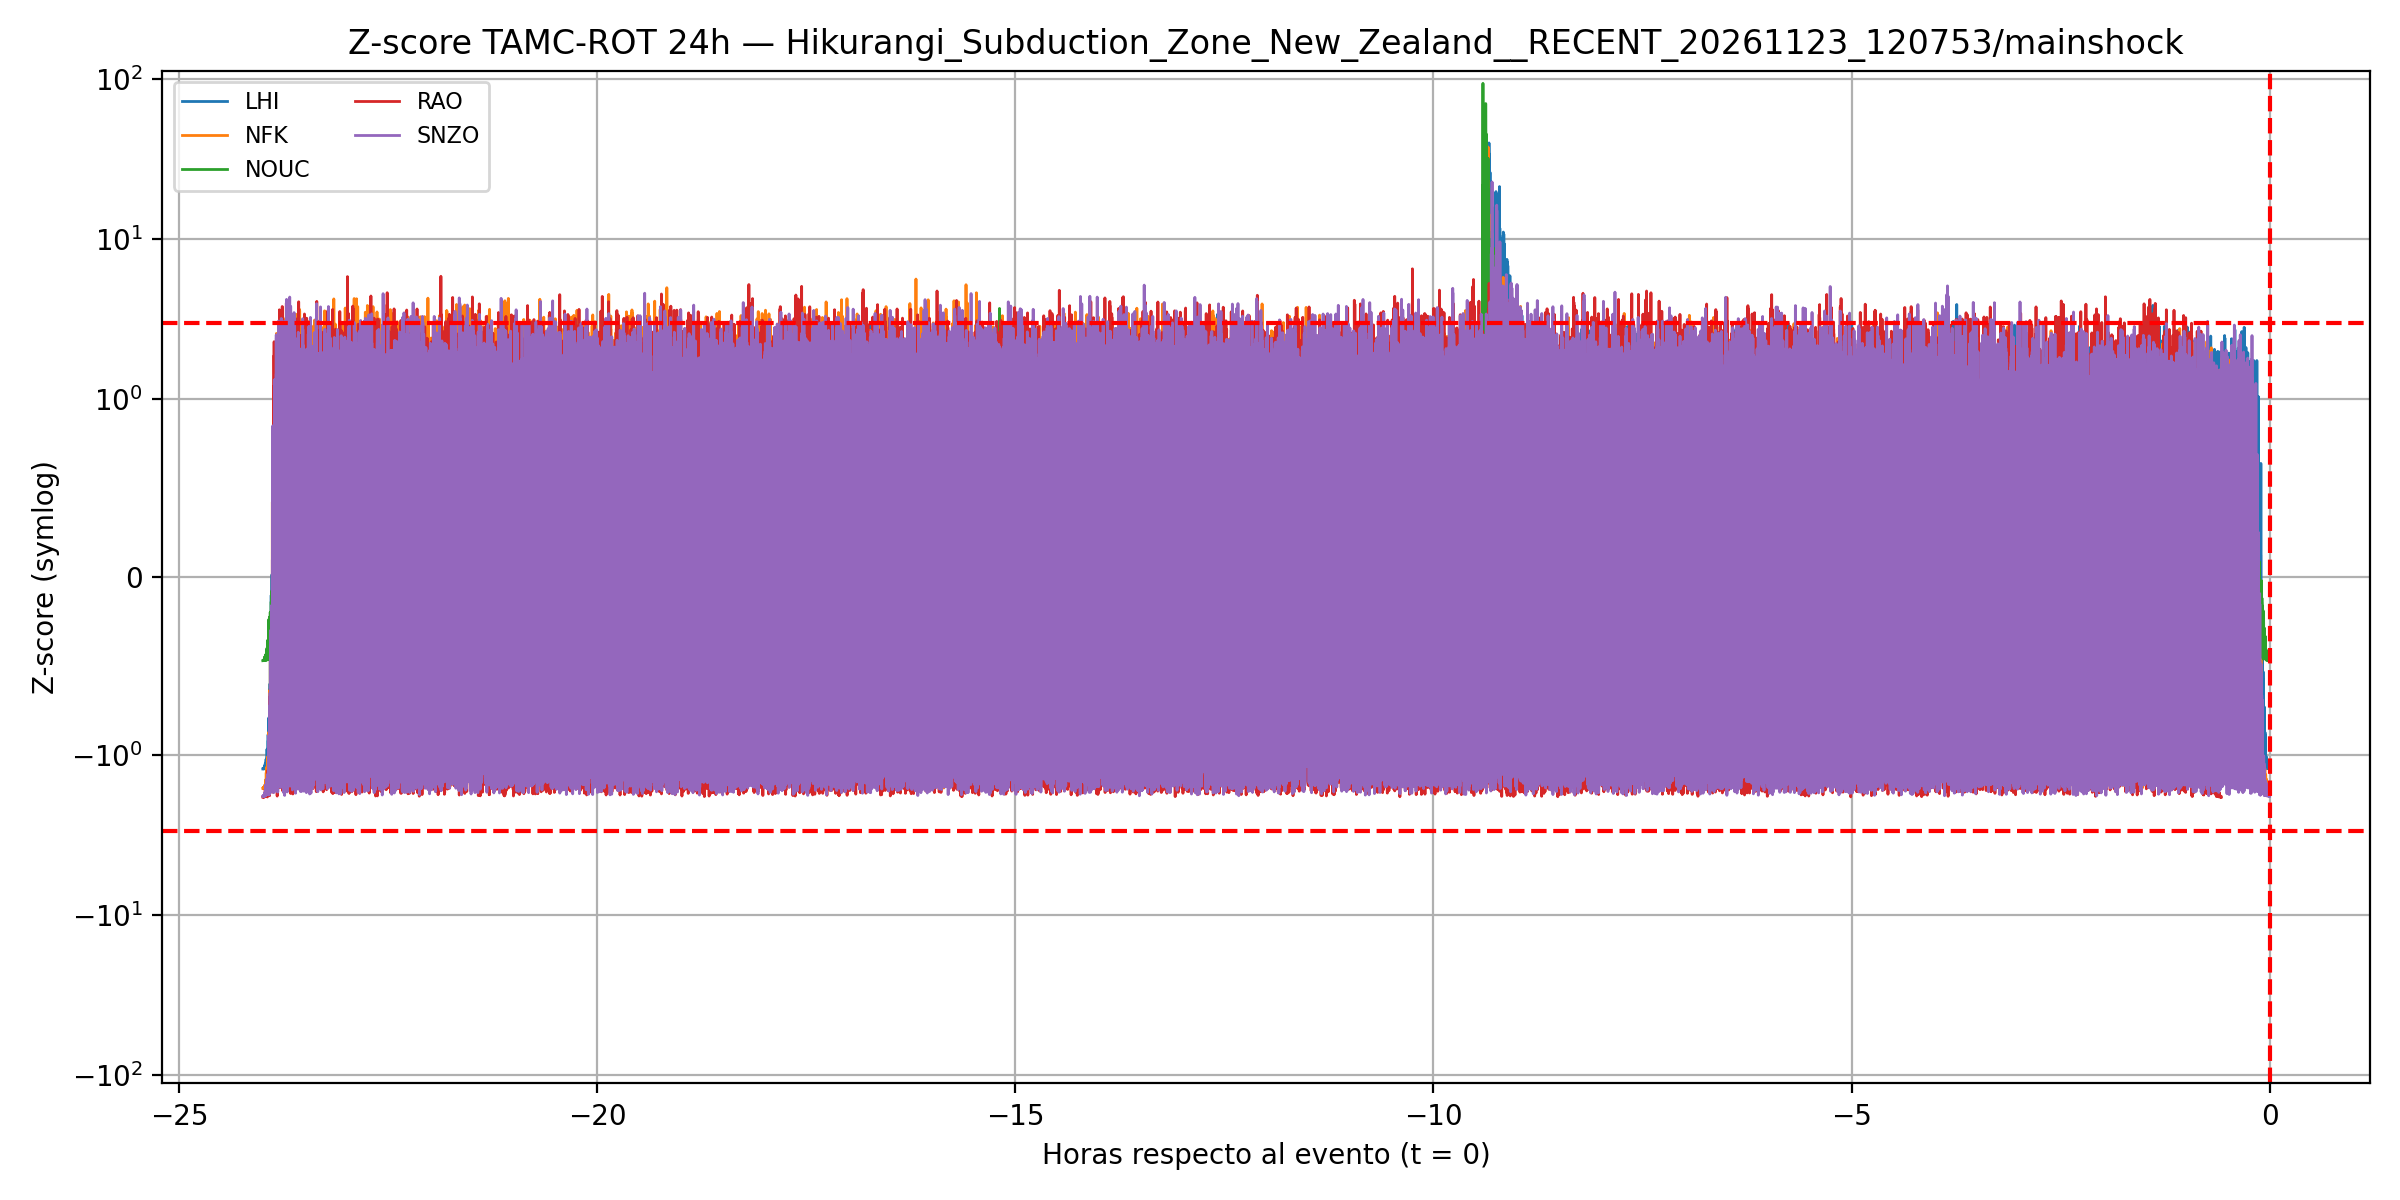 Z-score TAMC-ROT 24h — Hikurangi_Subduction_Zone_New_Zealand__RECENT_20261123_120753/mainshock
LHI
NFK
NOUC
RAO
SNZO
10²
10¹
10⁰
0
−10⁰
−10¹
−10²
Z-score (symlog)
−25
−20
−15
−10
−5
0
Horas respecto al evento (t = 0)